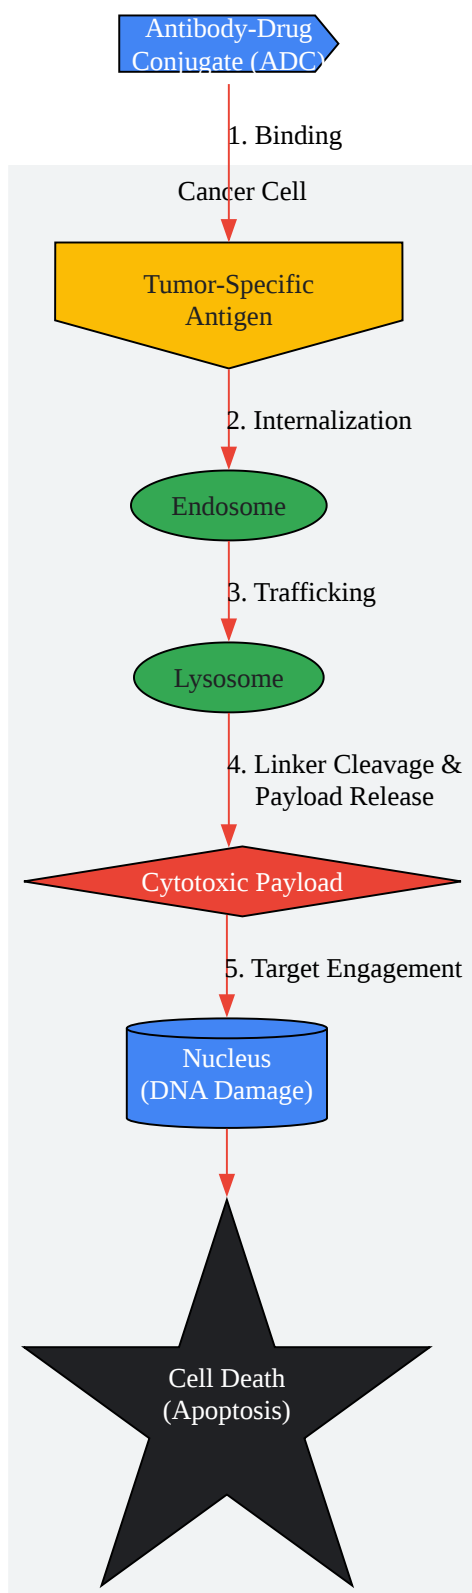 Antibody-Drug
Conjugate (ADC)
1. Binding
Cancer Cell
Tumor-Specific
Antigen
2. Internalization
Endosome
3. Trafficking
Lysosome
4. Linker Cleavage &
Payload Release
Cytotoxic Payload
5. Target Engagement
Nucleus
(DNA Damage)
Cell Death
(Apoptosis)